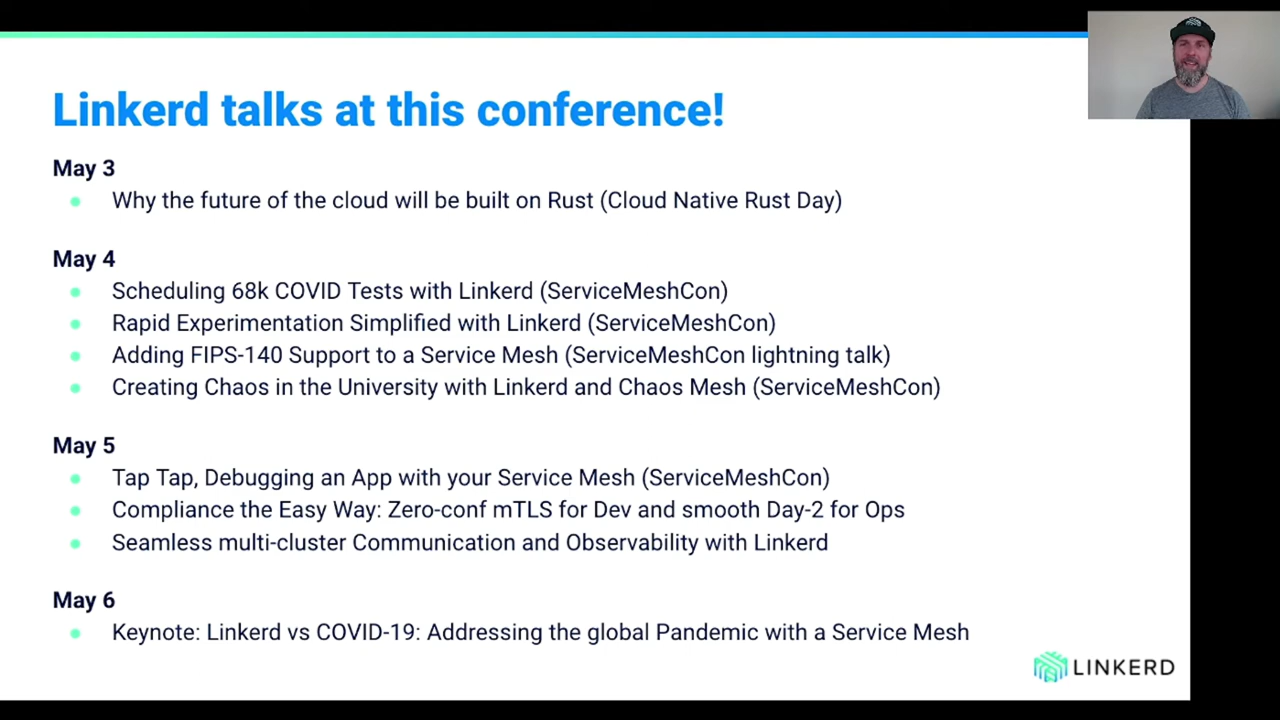 Linkerd talks at this conference!
May 3
Why the future of the cloud will be built on Rust (Cloud Native Rust Day)
May 4
Scheduling 68k COVID Tests with Linkerd (ServiceMeshCon)
Rapid Experimentation Simplified with Linkerd (ServiceMeshCon)
Adding FIPS-140 Support to a Service Mesh (ServiceMeshCon lightning talk)
Creating Chaos in the University with Linkerd and Chaos Mesh (ServiceMeshCon)
May 5
Tap Tap, Debugging an App with your Service Mesh (ServiceMeshCon)
Compliance the Easy Way: Zero-conf mTLS for Dev and smooth Day-2 for Ops
Seamless multi-cluster Communication and Observability with Linkerd
May 6
Keynote: Linkerd vs COVID-19: Addressing the global Pandemic with a Service Mesh
LINKERD